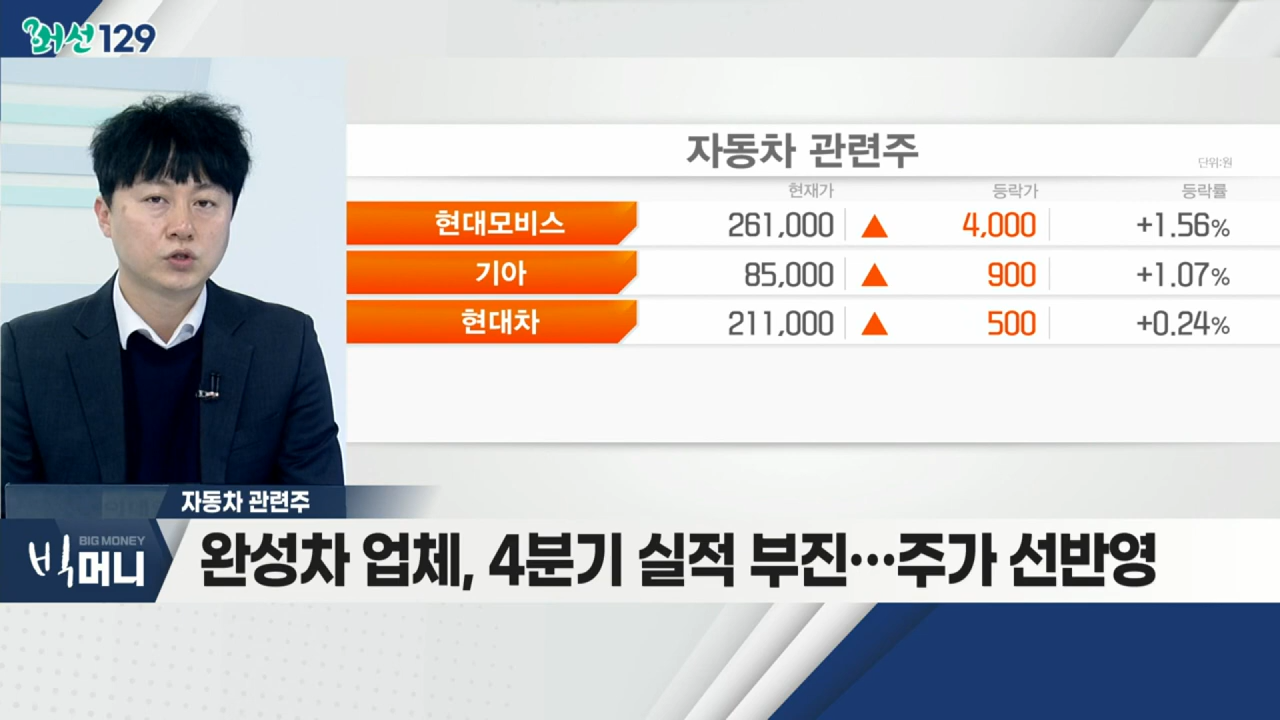 머선129
자동차 관련주
단위:원
현재가 등락가 등락률
현대모비스 261,000 ▲ 4,000 +1.56%
기아 85,000 ▲ 900 +1.07%
현대차 211,000 ▲ 500 +0.24%
자동차 관련주
BIG MONEY
빅머니
완성차 업체, 4분기 실적 부진…주가 선반영